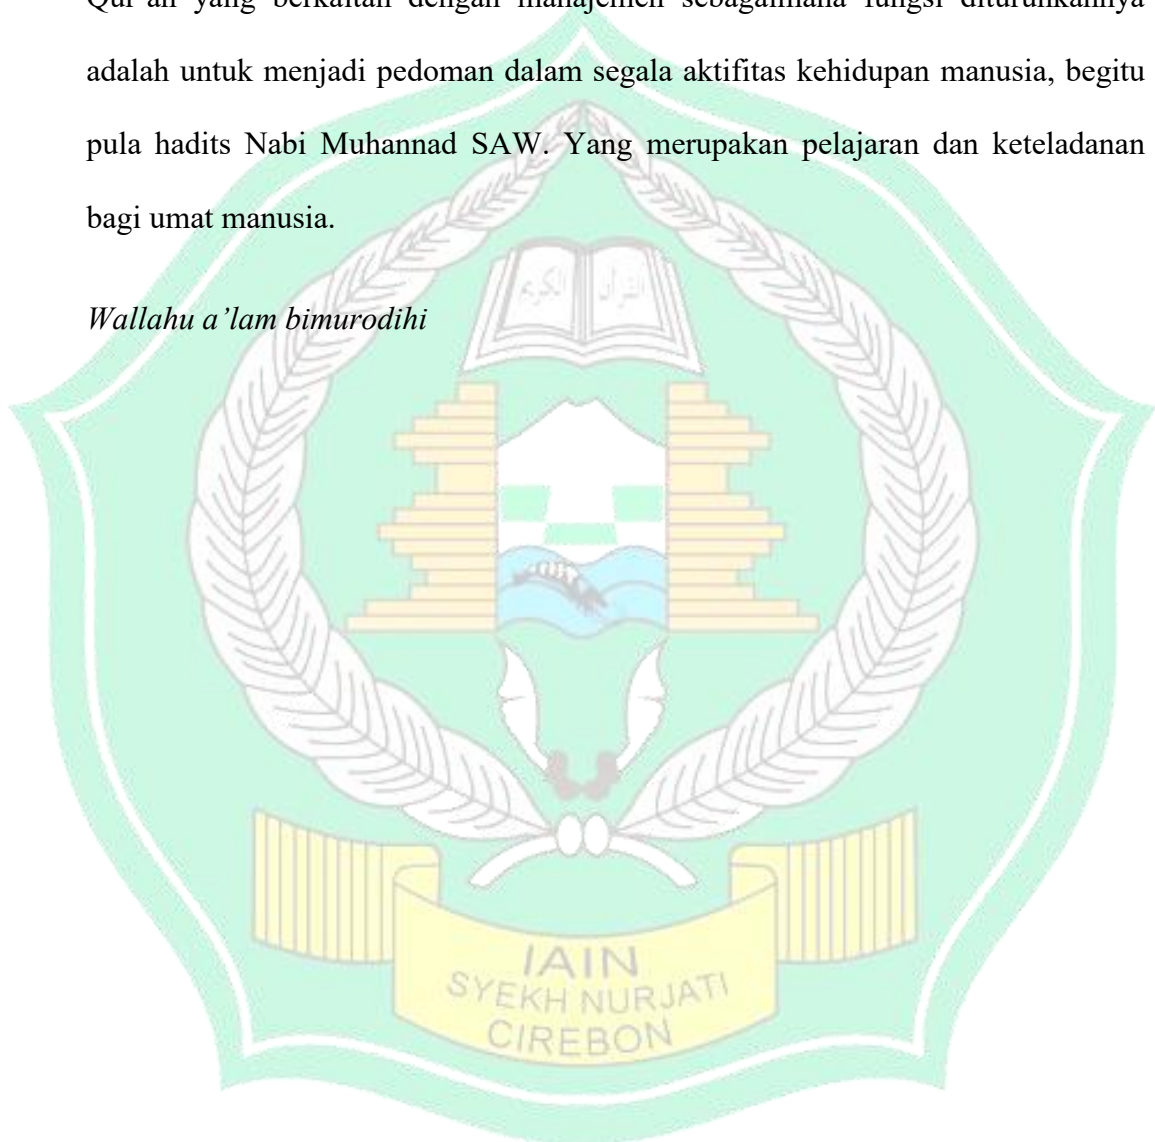 Qur'an yang berkaitan dengan manajemen sebagaimana fungsi diturunkannya
adalah untuk menjadi pedoman dalam segala aktifitas kehidupan manusia, begitu
pula hadits Nabi Muhannad SAW. Yang merupakan pelajaran dan keteladanan
bagi umat manusia.
Wallahu a'lam bimurodihi
القرآن الكريم
IAIN
SYEKH NURJATI
CIREBON